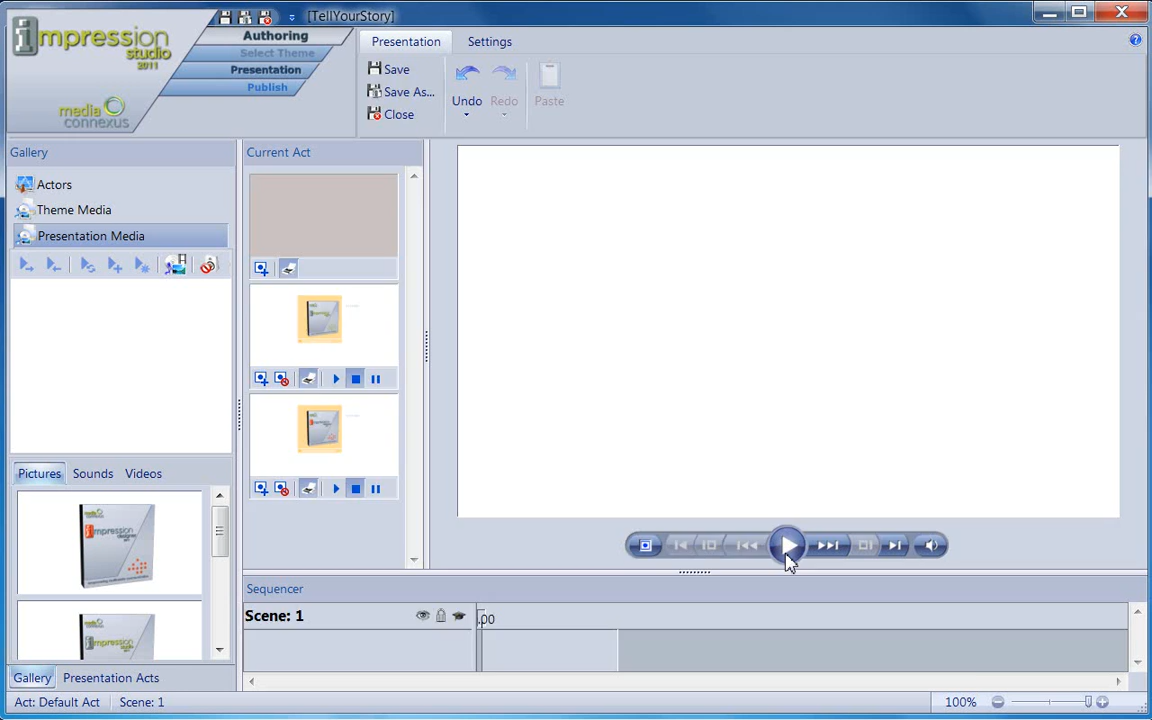 [TellYourStory]
impression
studio
2011
media
connexus
Authoring
Select Theme
Presentation
Publish
Presentation
Settings
Save
Save As...
Close
Undo
Redo
Paste
Gallery
Actors
Theme Media
Presentation Media
Pictures
Sounds
Videos
impression
Gallery
Presentation Acts
Current Act
Sequencer
Scene: 1
.00
Act: Default Act
Scene: 1
100%